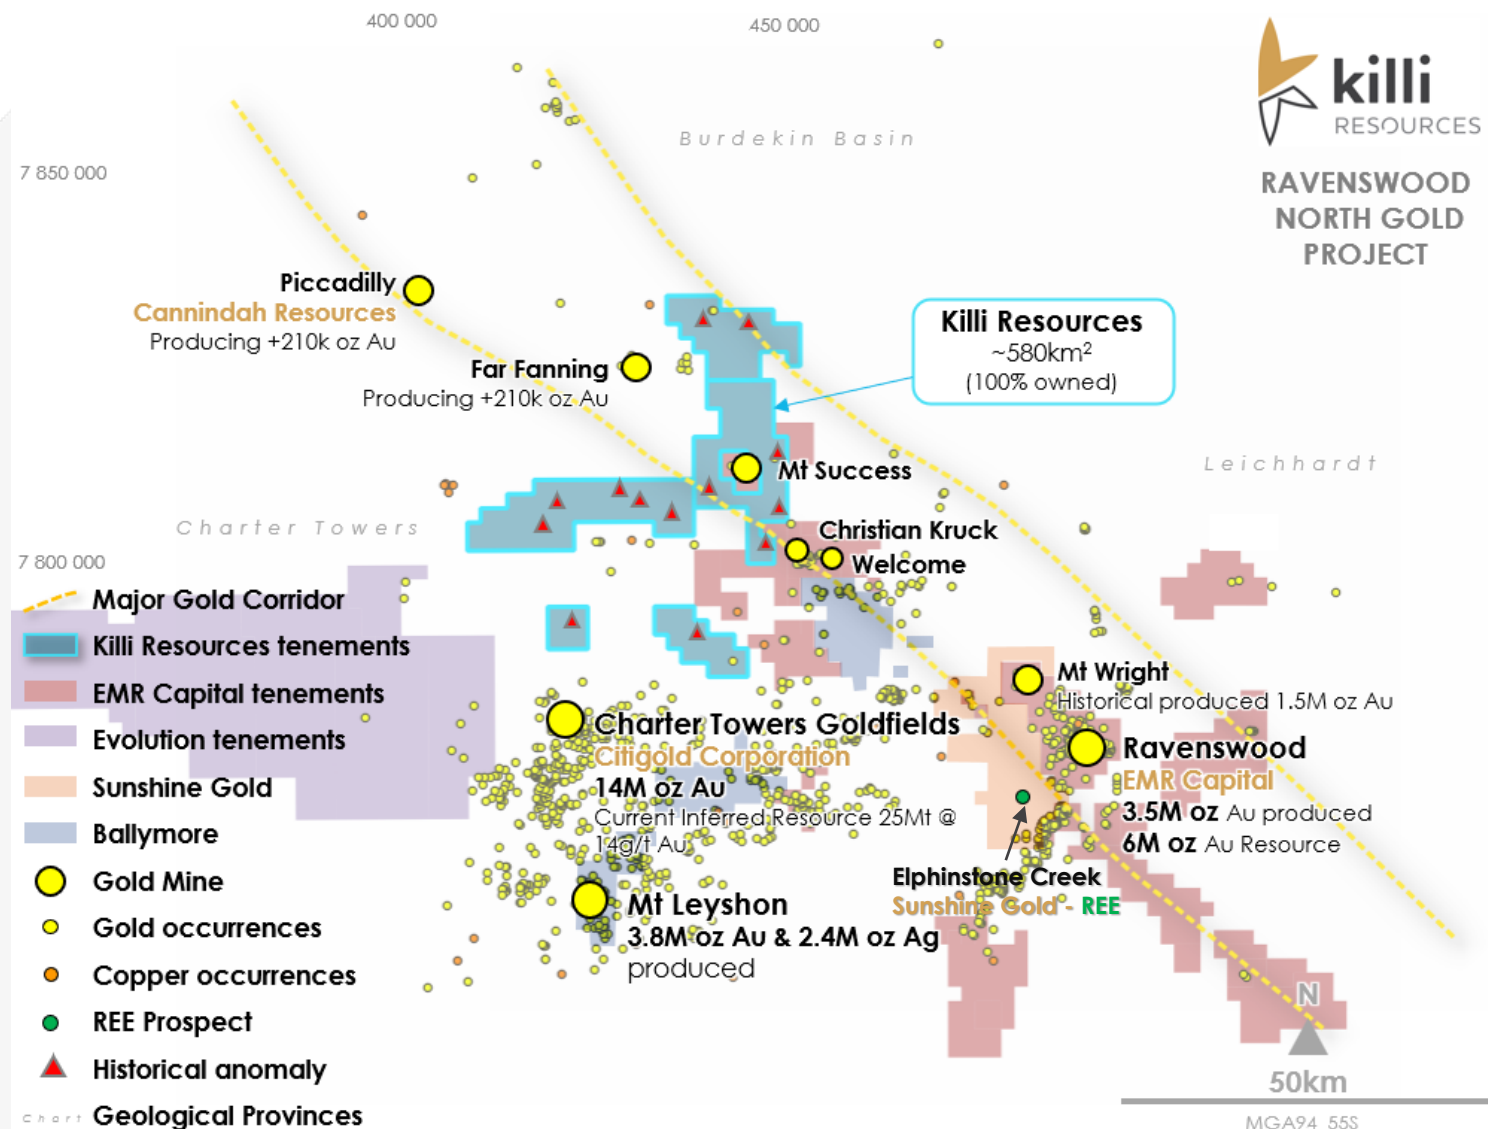 400 000
450 000
killi
RESOURCES
Burdekin Basin
7 850 000
RAVENSWOOD
NORTH GOLD
PROJECT
Piccadilly
Cannindah Resources
Producing +210k oz Au
Killi Resources
~580km²
(100% owned)
Far Fanning
Producing +210k oz Au
Mt Success
Leichhardt
Charter Towers
Christian Kruck
Welcome
7 800 000
Major Gold Corridor
Killi Resources tenements
EMR Capital tenements
Evolution tenements
Sunshine Gold
Ballymore
Gold Mine
Gold occurrences
Copper occurrences
REE Prospect
Historical anomaly
Chart Geological Provinces
Mt Wright
Historical produced 1.5M oz Au
Charter Towers Goldfields
Citigold Corporation
14M oz Au
Current Inferred Resource 25Mt @
14g/t Au
Ravenswood
EMR Capital
3.5M oz Au produced
6M oz Au Resource
Elphinstone Creek
Sunshine Gold - REE
Mt Leyshon
3.8M oz Au & 2.4M oz Ag
produced
N
50km
MGA94 55S